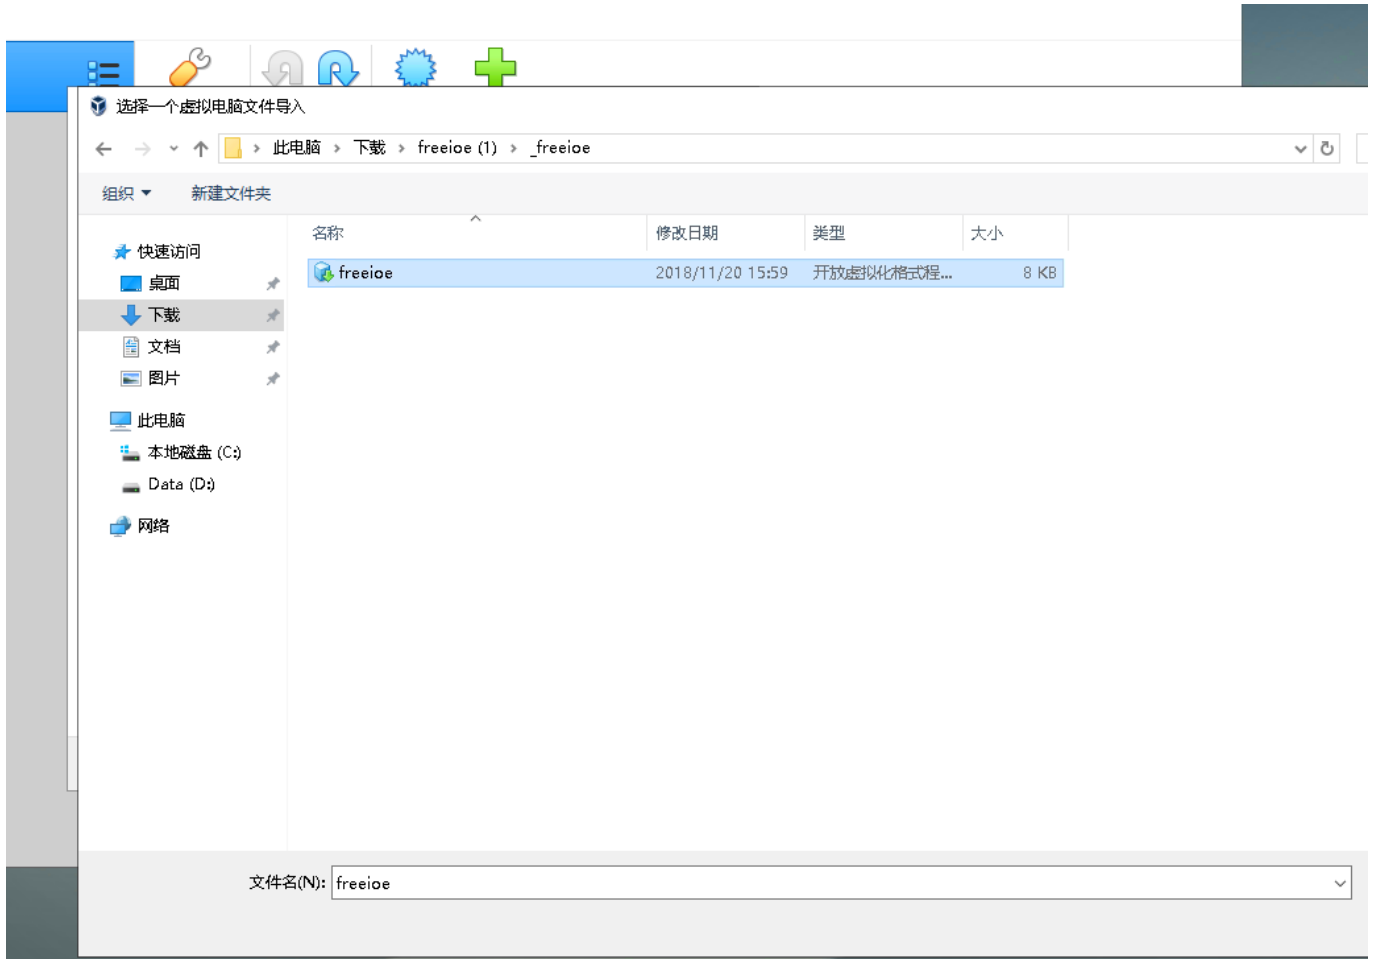 选择一个虚拟电脑文件导入
此电脑 › 下载 › freeioe (1) › _freeioe
组织 新建文件夹
名称 修改日期 类型 大小
快速访问
freeioe 2018/11/20 15:59 开放虚拟化格式程... 8 KB
桌面
下载
文档
图片
此电脑
本地磁盘 (C:)
Data (D:)
网络
文件名(N): freeioe